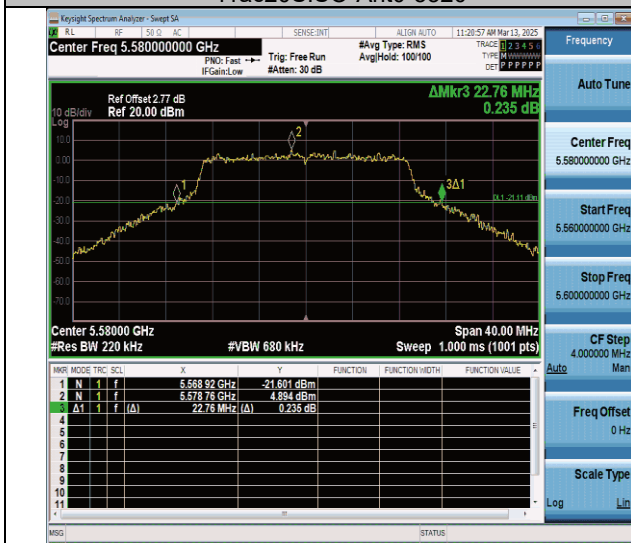 Keysight Spectrum Analyzer - Swept SA
RL RF 50 Ω AC SENSE:INT ALIGN AUTO 11:20:57 AM Mar 13, 2025
Center Freq 5.580000000 GHz
PNO: Fast
IFGain:Low
Trig: Free Run
#Atten: 30 dB
#Avg Type: RMS
Avg|Hold: 100/100
TRACE 1 2 3 4 5 6
TYPE M WWWWW
DET P P P P P P
Ref Offset 2.77 dB
Ref 20.00 dBm
10 dB/div
Log
ΔMkr3 22.76 MHz
0.235 dB
10.0
0.00
-10.0
-20.0
-30.0
-40.0
-50.0
-60.0
-70.0
1
2
3Δ1
DL1 -21.11 dBm
Center 5.58000 GHz Span 40.00 MHz
#Res BW 220 kHz #VBW 680 kHz Sweep 1.000 ms (1001 pts)
MKR MODE TRC SCL X Y FUNCTION FUNCTION WIDTH FUNCTION VALUE
1 N 1 f 5.568 92 GHz -21.601 dBm
2 N 1 f 5.578 76 GHz 4.894 dBm
3 Δ1 1 f (Δ) 22.76 MHz (Δ) 0.235 dB
4
5
6
7
8
9
10
11
MSG STATUS
Frequency
Auto Tune
Center Freq
5.580000000 GHz
Start Freq
5.560000000 GHz
Stop Freq
5.600000000 GHz
CF Step
4.000000 MHz
Auto Man
Freq Offset
0 Hz
Scale Type
Log Lin